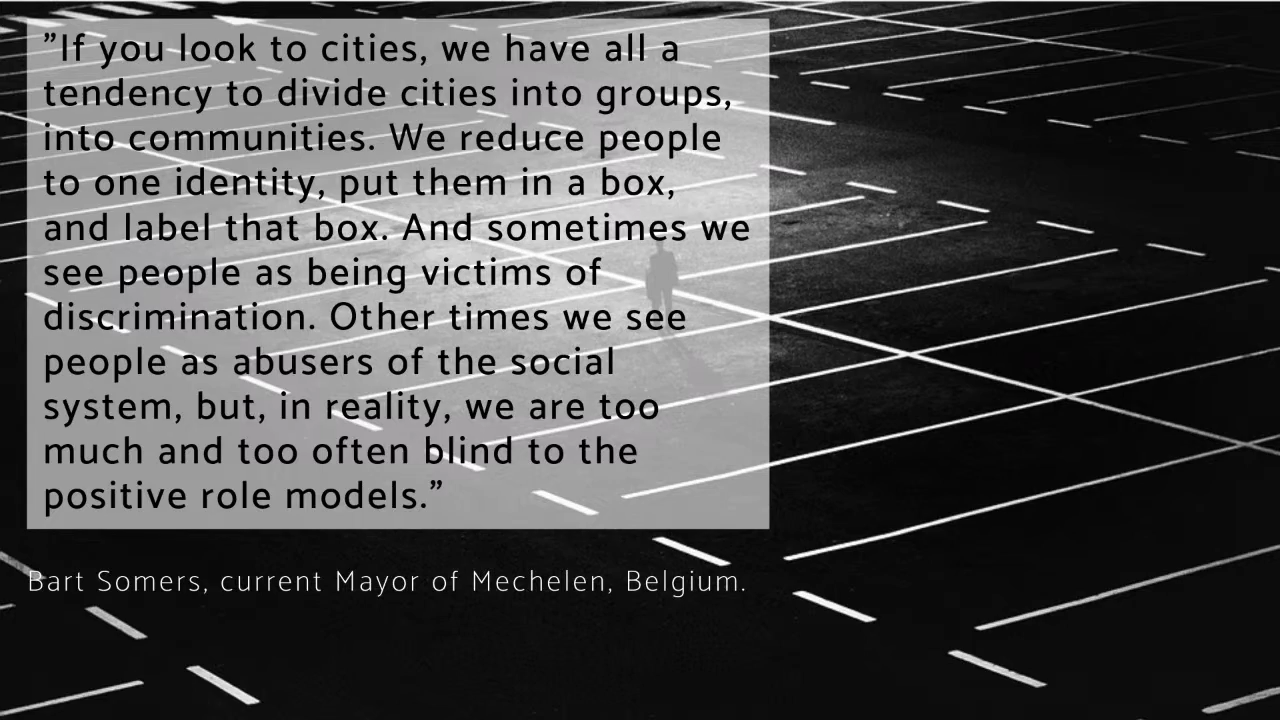 ”If you look to cities, we have all a
tendency to divide cities into groups,
into communities. We reduce people
to one identity, put them in a box,
and label that box. And sometimes we
see people as being victims of
discrimination. Other times we see
people as abusers of the social
system, but, in reality, we are too
much and too often blind to the
positive role models.”
Bart Somers, current Mayor of Mechelen, Belgium.